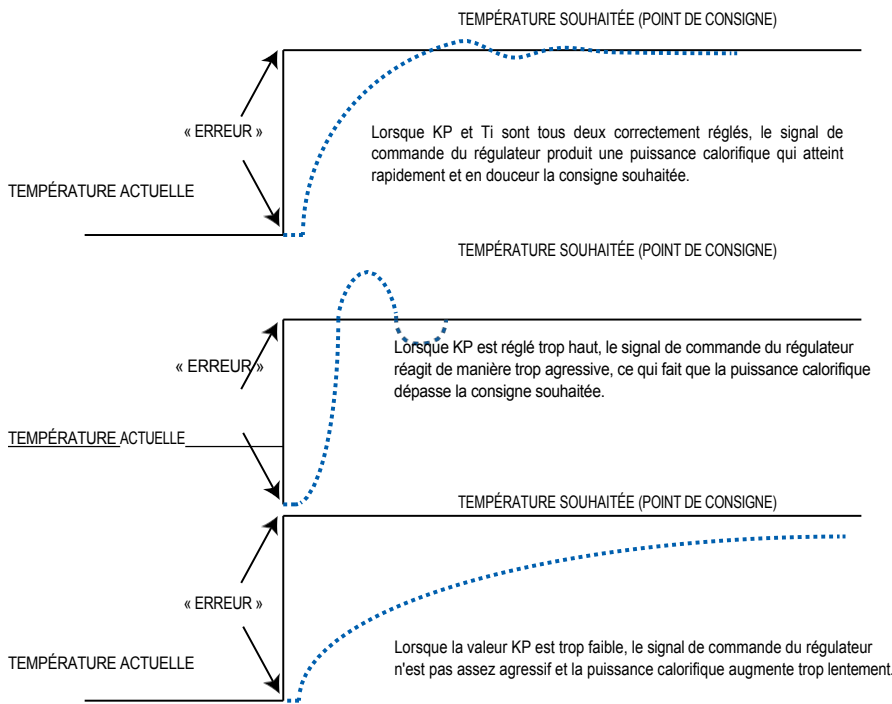 TEMPÉRATURE SOUHAITÉE (POINT DE CONSIGNE)
« ERREUR »
Lorsque KP et Ti sont tous deux correctement réglés, le signal de
commande du régulateur produit une puissance calorifique qui atteint
rapidement et en douceur la consigne souhaitée.
TEMPÉRATURE ACTUELLE
TEMPÉRATURE SOUHAITÉE (POINT DE CONSIGNE)
« ERREUR »
Lorsque KP est réglé trop haut, le signal de commande du régulateur
réagit de manière trop agressive, ce qui fait que la puissance calorifique
dépasse la consigne souhaitée.
TEMPÉRATURE ACTUELLE
TEMPÉRATURE SOUHAITÉE (POINT DE CONSIGNE)
« ERREUR »
Lorsque la valeur KP est trop faible, le signal de commande du régulateur
n'est pas assez agressif et la puissance calorifique augmente trop lentement.
TEMPÉRATURE ACTUELLE